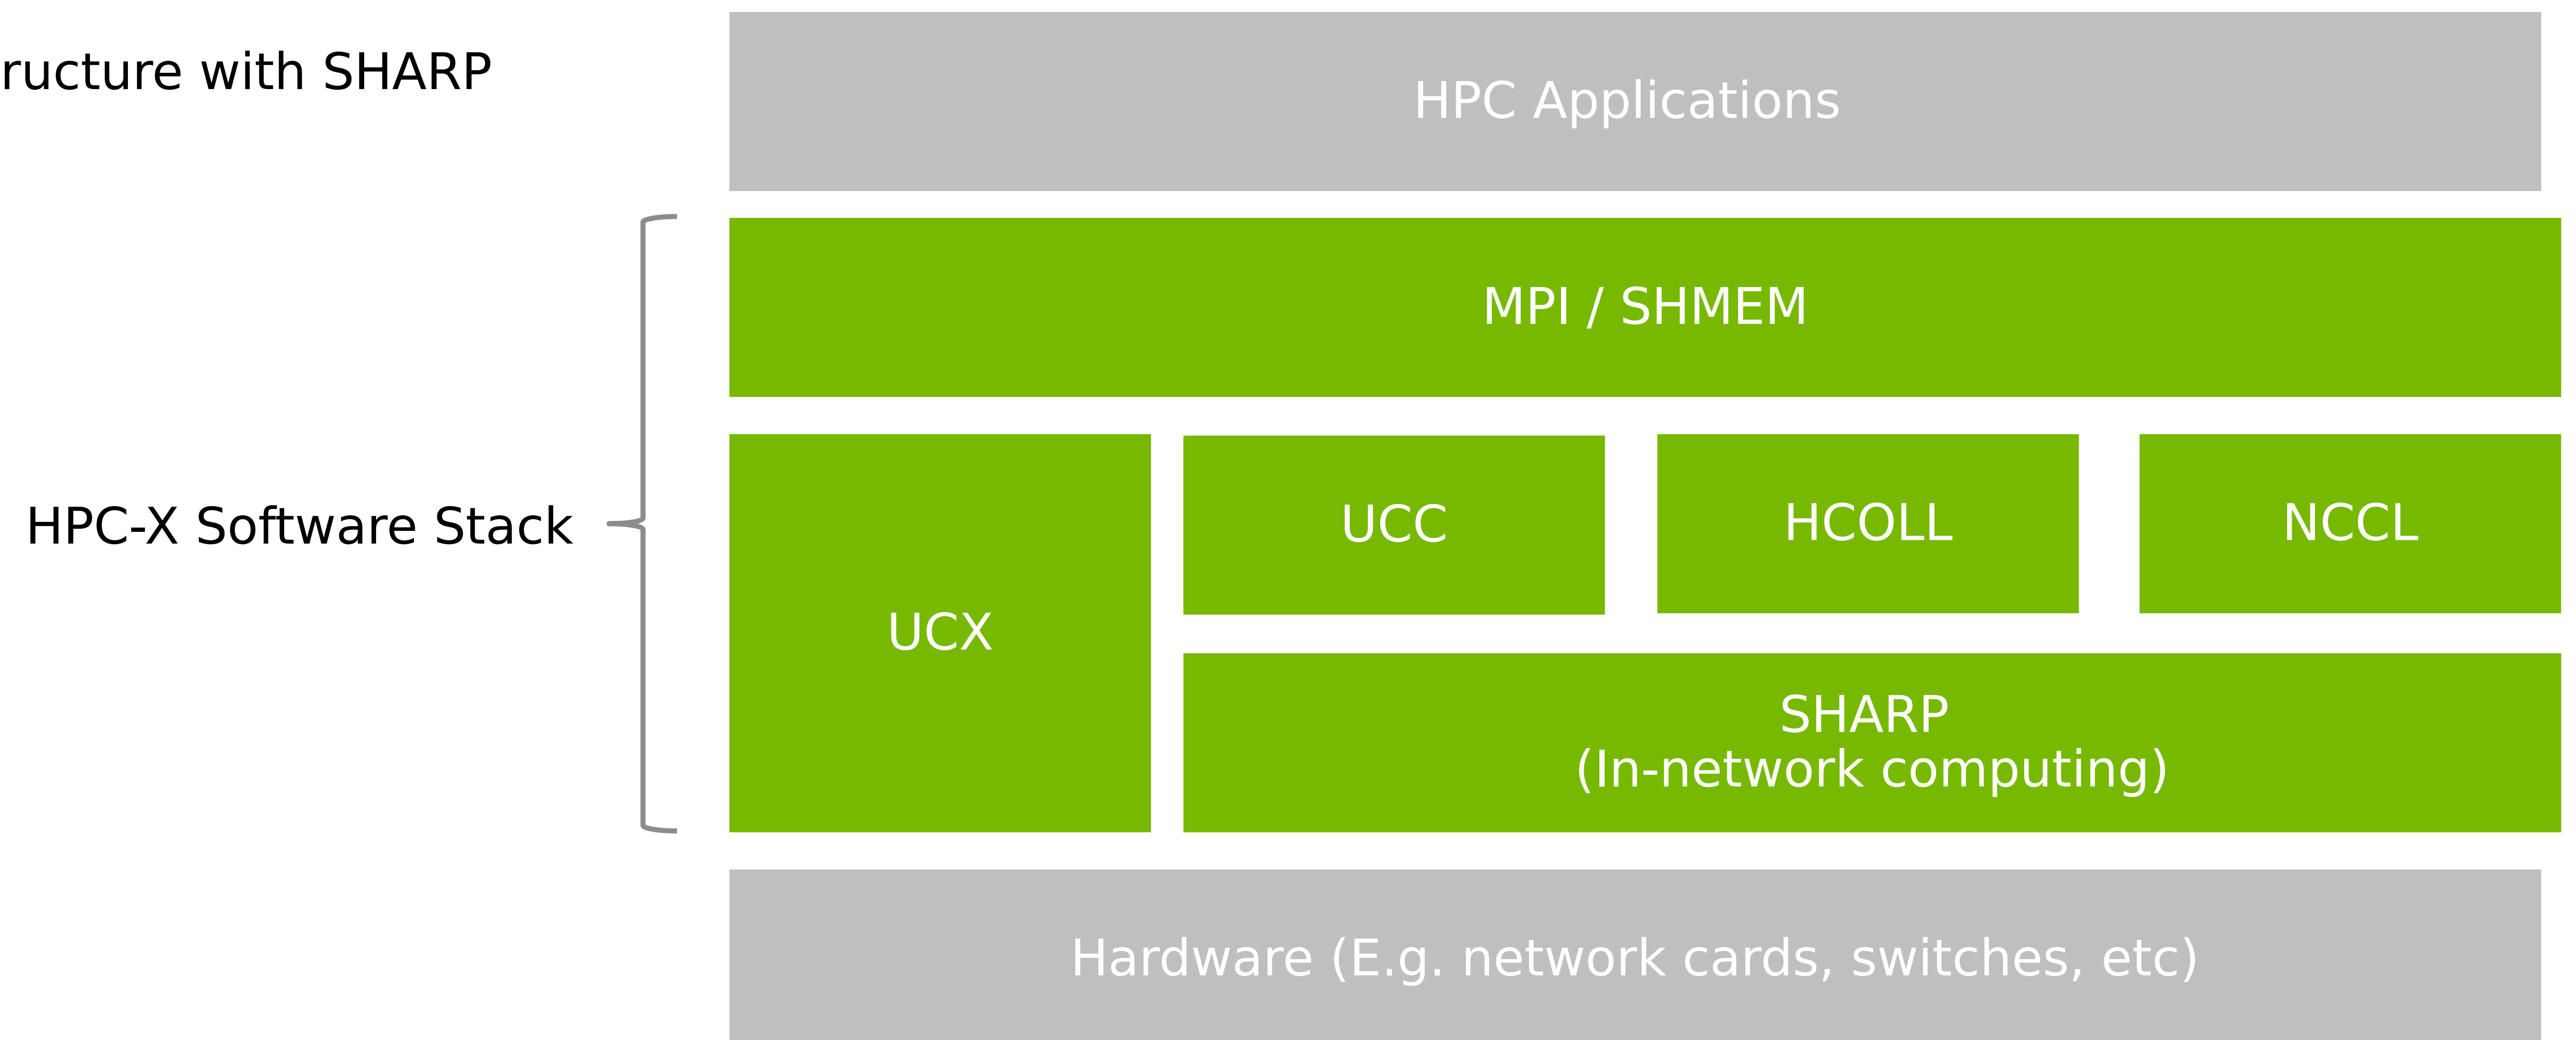 ructure with SHARP
HPC Applications
MPI / SHMEM
HPC-X Software Stack
UCX
UCC
HCOLL
NCCL
SHARP
(In-network computing)
Hardware (E.g. network cards, switches, etc)